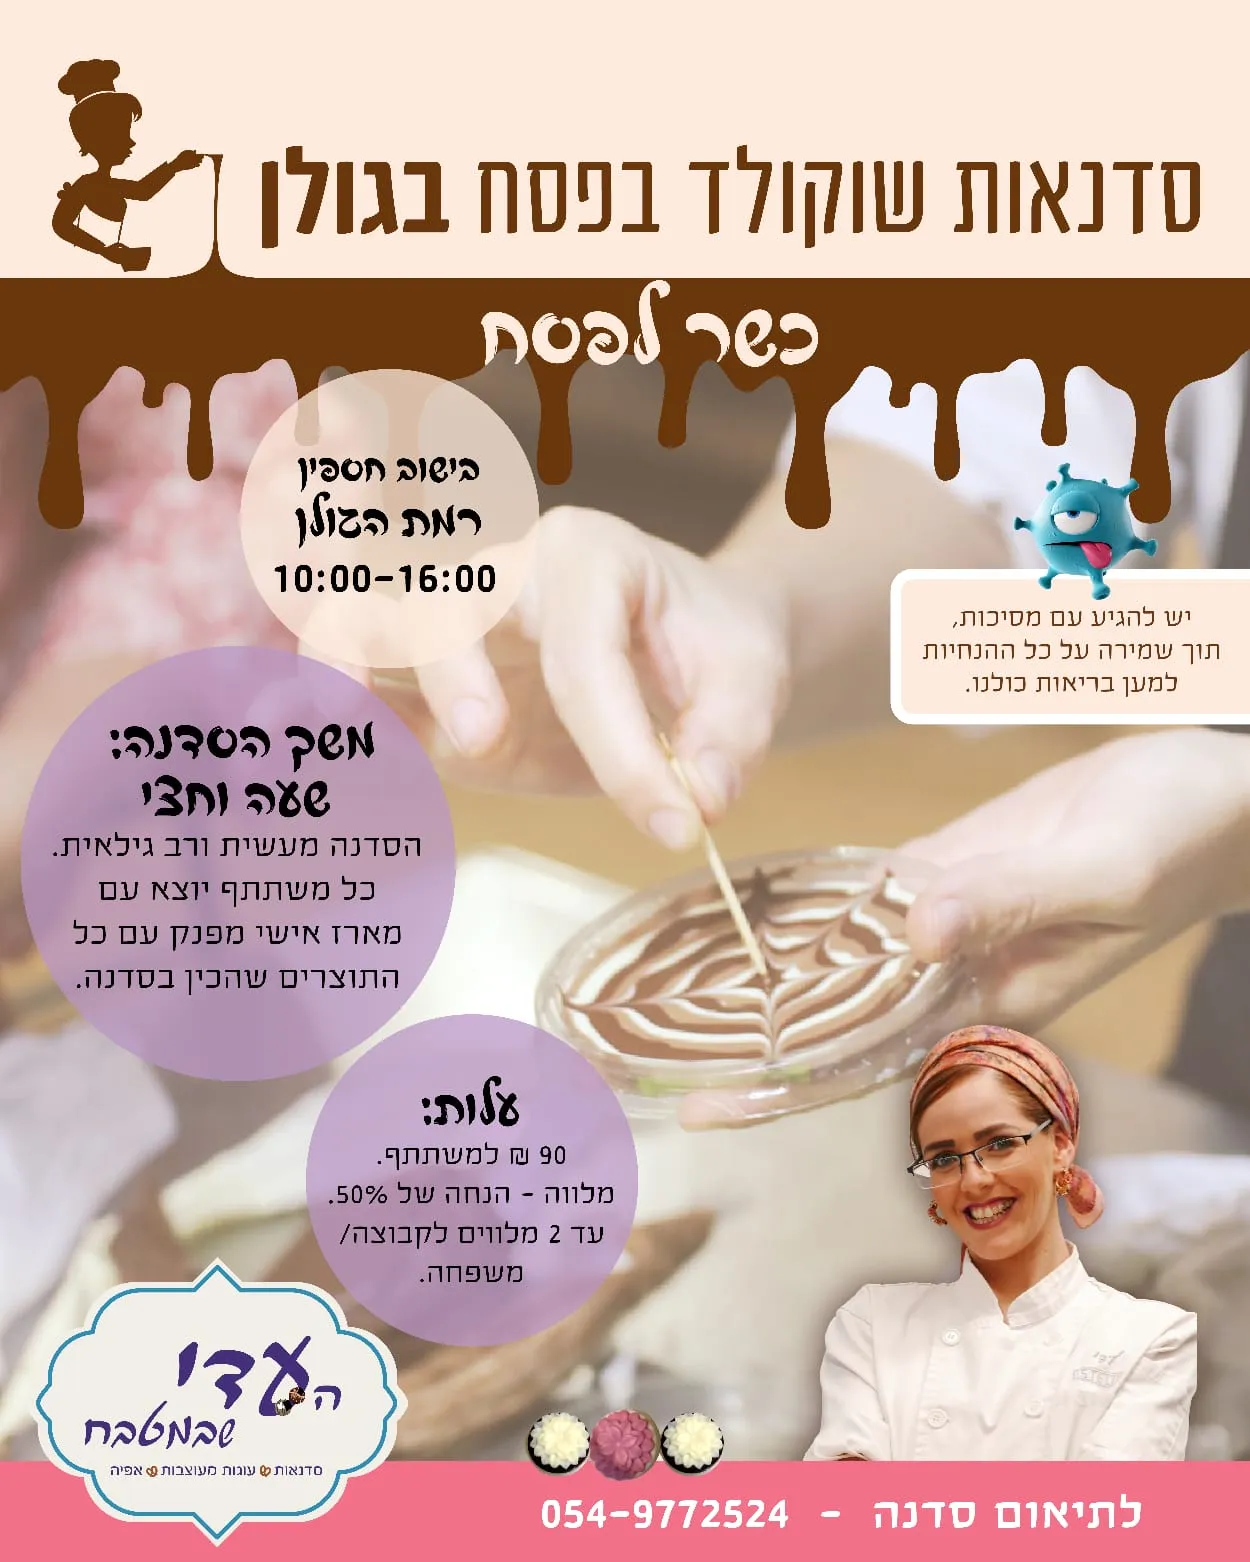 סדנאות שוקולד בפסח בגולן
כשר לפסח
בישוב חספין
רמת הגולן
10:00-16:00
יש להגיע עם מסיכות,
תוך שמירה על כל ההנחיות
למען בריאות כולנו.
משך הסדנה:
שעה וחצי
הסדנה מעשית ורב גילאית.
כל משתתף יוצא עם
מארז אישי מפנק עם כל
התוצרים שהכין בסדנה.
עלות:
90 ₪ למשתתף.
מלווה - הנחה של 50%.
עד 2 מלווים לקבוצה/
משפחה.
העדי
שבמטבח
סדנאות עוגות מעוצבות אפיה
לתיאום סדנה - 054-9772524